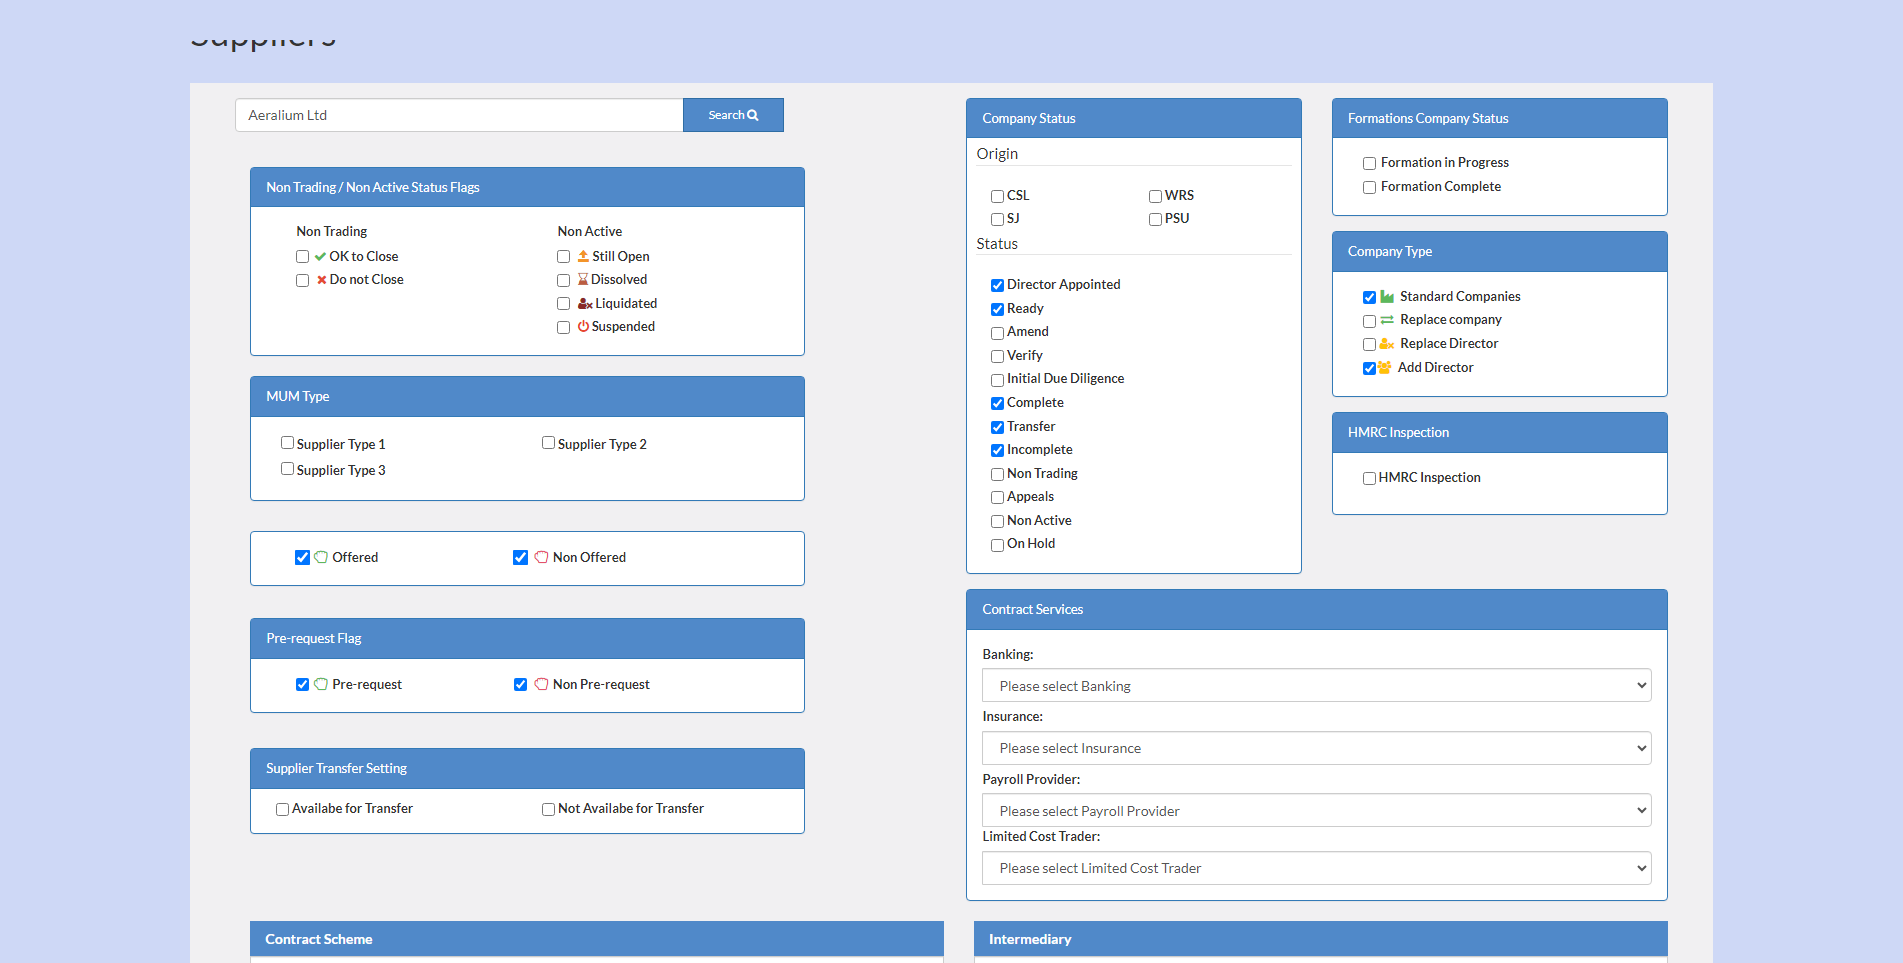 Suppliers
Aeralium Ltd
Search
Non Trading / Non Active Status Flags
Non Trading
Non Active
OK to Close
Still Open
Do not Close
Dissolved
Liquidated
Suspended
MUM Type
Supplier Type 1
Supplier Type 2
Supplier Type 3
Offered
Non Offered
Pre-request Flag
Pre-request
Non Pre-request
Supplier Transfer Setting
Availabe for Transfer
Not Availabe for Transfer
Company Status
Origin
CSL
WRS
SJ
PSU
Status
Director Appointed
Ready
Amend
Verify
Initial Due Diligence
Complete
Transfer
Incomplete
Non Trading
Appeals
Non Active
On Hold
Formations Company Status
Formation in Progress
Formation Complete
Company Type
Standard Companies
Replace company
Replace Director
Add Director
HMRC Inspection
HMRC Inspection
Contract Services
Banking:
Please select Banking
Insurance:
Please select Insurance
Payroll Provider:
Please select Payroll Provider
Limited Cost Trader:
Please select Limited Cost Trader
Contract Scheme
Intermediary